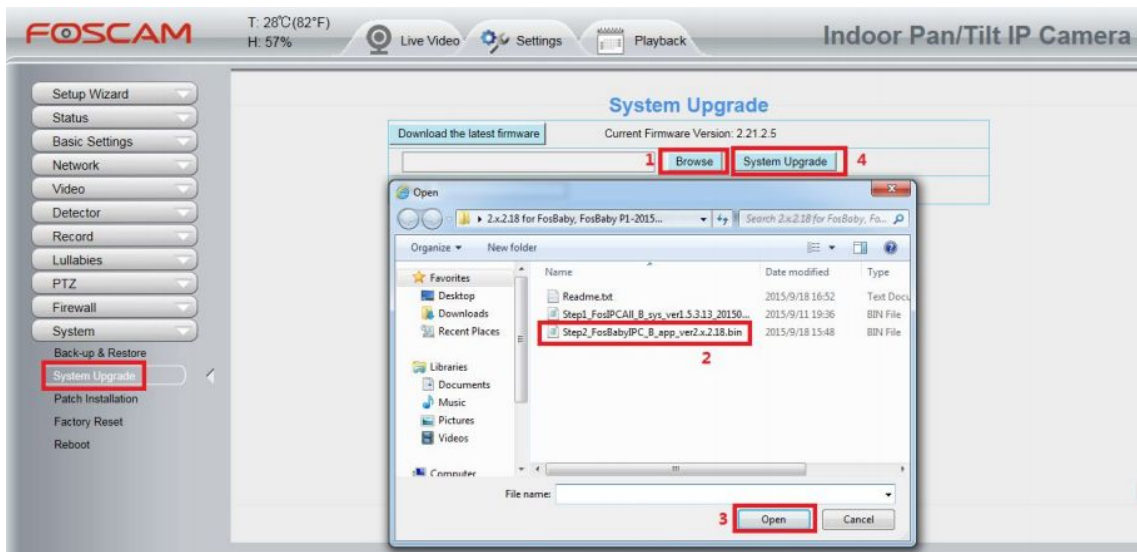 FOSCAM
T: 28℃(82°F)
H: 57%
Live Video
Settings
Playback
Indoor Pan/Tilt IP Camera
Setup Wizard
Status
Basic Settings
Network
Video
Detector
Record
Lullabies
PTZ
Firewall
System
Back-up & Restore
System Upgrade
Patch Installation
Factory Reset
Reboot
System Upgrade
Download the latest firmware
Current Firmware Version: 2.21.2.5
1 Browse System Upgrade 4
Open
2.x.2.18 for FosBaby, FosBaby P1-2015...
Search 2.x.2.18 for FosBaby, Fo...
Organize New folder
Favorites
Desktop
Downloads
Recent Places
Libraries
Documents
Music
Pictures
Videos
Computer
Name Date modified Type
Readme.txt 2015/9/18 16:52 Text Docu
Step1_FosIPCAll_B_sys_ver1.5.3.13_20150... 2015/9/11 19:36 BIN File
Step2_FosBabyIPC_B_app_ver2.x.2.18.bin 2015/9/18 15:48 BIN File
2
File name:
3 Open Cancel